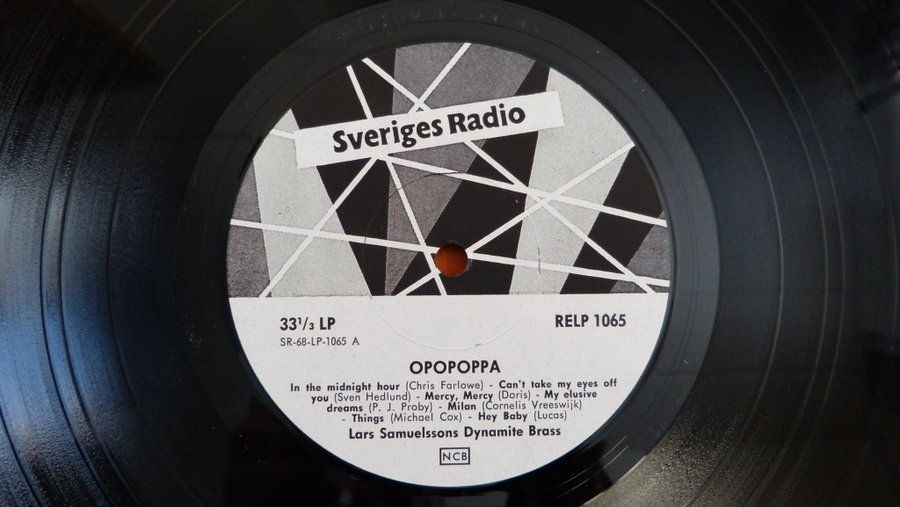 Sveriges Radio
33 1/3 LP
RELP 1065
SR-68-LP-1065 A
OPOPOPPA
In the midnight hour (Chris Farlowe) - Can't take my eyes off
you (Sven Hedlund) - Mercy, Mercy (Doris) - My elusive
dreams (P. J. Proby) - Milan (Cornelis Vreeswijk)
- Things (Michael Cox) - Hey Baby (Lucas)
Lars Samuelssons Dynamite Brass
NCB